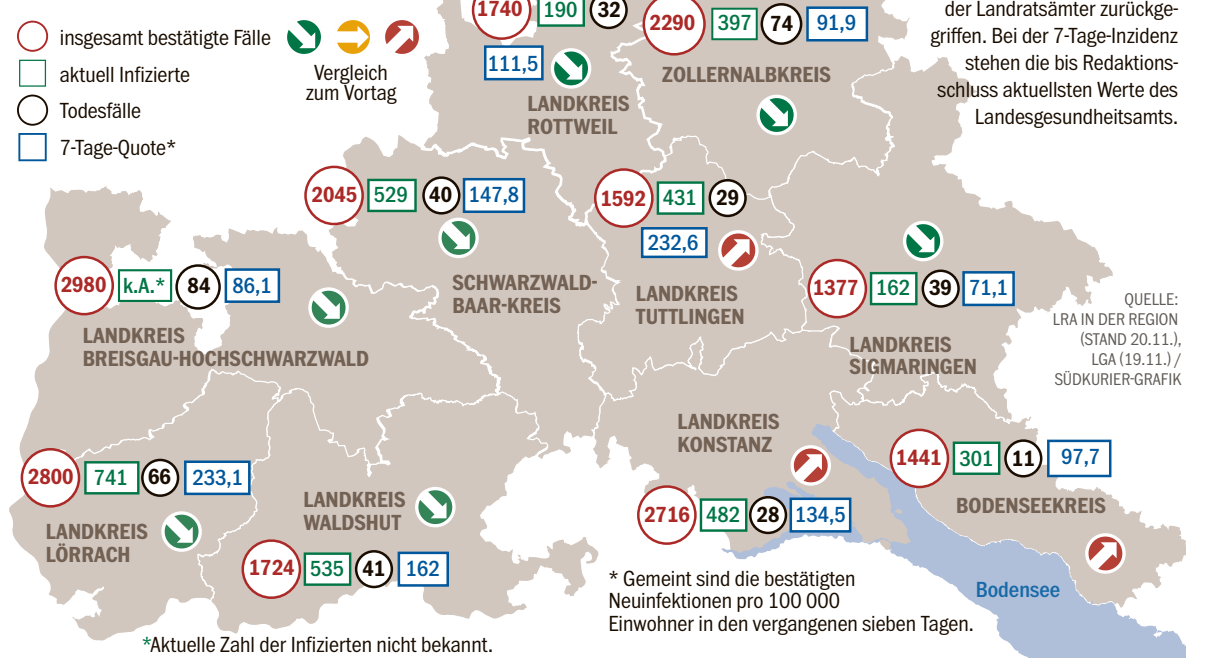 insgesamt bestätigte Fälle
aktuell Infizierte
Todesfälle
7-Tage-Quote*
Vergleich
zum Vortag
1740 190 32
111,5
LANDKREIS
ROTTWEIL
2290 397 74 91,9
ZOLLERNALBKREIS
der Landratsämter zurückge-
griffen. Bei der 7-Tage-Inzidenz
stehen die bis Redaktions-
schluss aktuellsten Werte des
Landesgesundheitsamts.
2045 529 40 147,8
SCHWARZWALD-
BAAR-KREIS
1592 431 29
232,6
LANDKREIS
TUTTLINGEN
2980 k.A.* 84 86,1
LANDKREIS
BREISGAU-HOCHSCHWARZWALD
1377 162 39 71,1
LANDKREIS
SIGMARINGEN
QUELLE:
LRA IN DER REGION
(STAND 20.11.),
LGA (19.11.) /
SÜDKURIER-GRAFIK
LANDKREIS
KONSTANZ
2716 482 28 134,5
1441 301 11 97,7
BODENSEEKREIS
2800 741 66 233,1
LANDKREIS
LÖRRACH
LANDKREIS
WALDSHUT
1724 535 41 162
Bodensee
* Gemeint sind die bestätigten
Neuinfektionen pro 100 000
Einwohner in den vergangenen sieben Tagen.
*Aktuelle Zahl der Infizierten nicht bekannt.